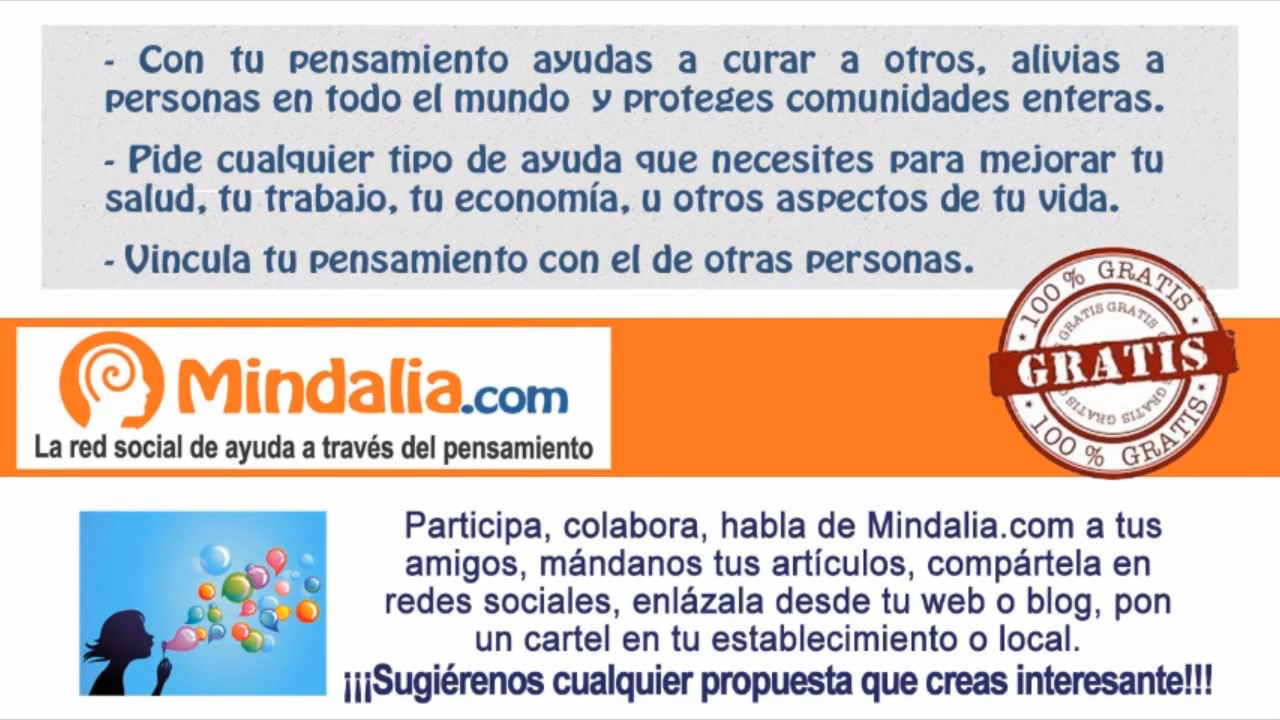 - Con tu pensamiento ayudas a curar a otros, alivias a
personas en todo el mundo y proteges comunidades enteras.
- Pide cualquier tipo de ayuda que necesites para mejorar tu
salud, tu trabajo, tu economía, u otros aspectos de tu vida.
- Vincula tu pensamiento con el de otras personas.
100 % GRATIS
GRATIS GRATIS
GRATIS
GRATIS GRATIS
100 % GRATIS
Mindalia.com
La red social de ayuda a través del pensamiento
Participa, colabora, habla de Mindalia.com a tus
amigos, mándanos tus artículos, compártela en
redes sociales, enlázala desde tu web o blog, pon
un cartel en tu establecimiento o local.
¡¡¡Sugiérenos cualquier propuesta que creas interesante!!!